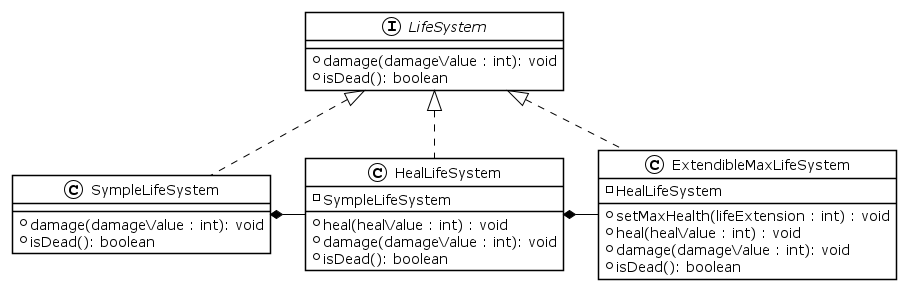 I LifeSystem
damage(damageValue : int): void
isDead(): boolean
C SympleLifeSystem
damage(damageValue : int): void
isDead(): boolean
C HealLifeSystem
SympleLifeSystem
heal(healValue : int) : void
damage(damageValue : int): void
isDead(): boolean
C ExtendibleMaxLifeSystem
HealLifeSystem
setMaxHealth(lifeExtension : int) : void
heal(healValue : int) : void
damage(damageValue : int): void
isDead(): boolean